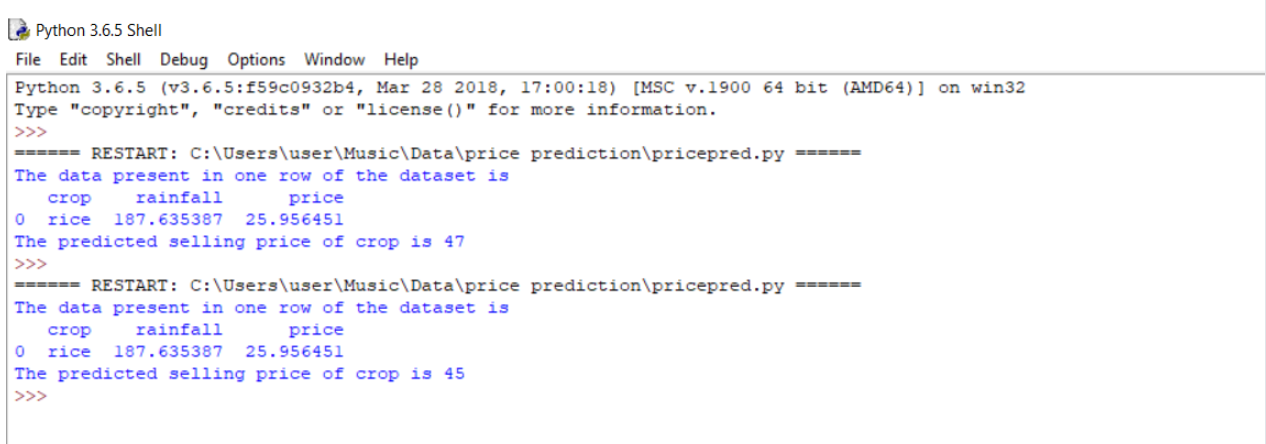 Python 3.6.5 Shell
File Edit Shell Debug Options Window Help
Python 3.6.5 (v3.6.5:f59c0932b4, Mar 28 2018, 17:00:18) [MSC v.1900 64 bit (AMD64)] on win32
Type "copyright", "credits" or "license()" for more information.
>>>
====== RESTART: C:\Users\user\Music\Data\price prediction\pricepred.py ======
The data present in one row of the dataset is
   crop    rainfall      price
0  rice  187.635387  25.956451
The predicted selling price of crop is 47
>>>
====== RESTART: C:\Users\user\Music\Data\price prediction\pricepred.py ======
The data present in one row of the dataset is
   crop    rainfall      price
0  rice  187.635387  25.956451
The predicted selling price of crop is 45
>>>